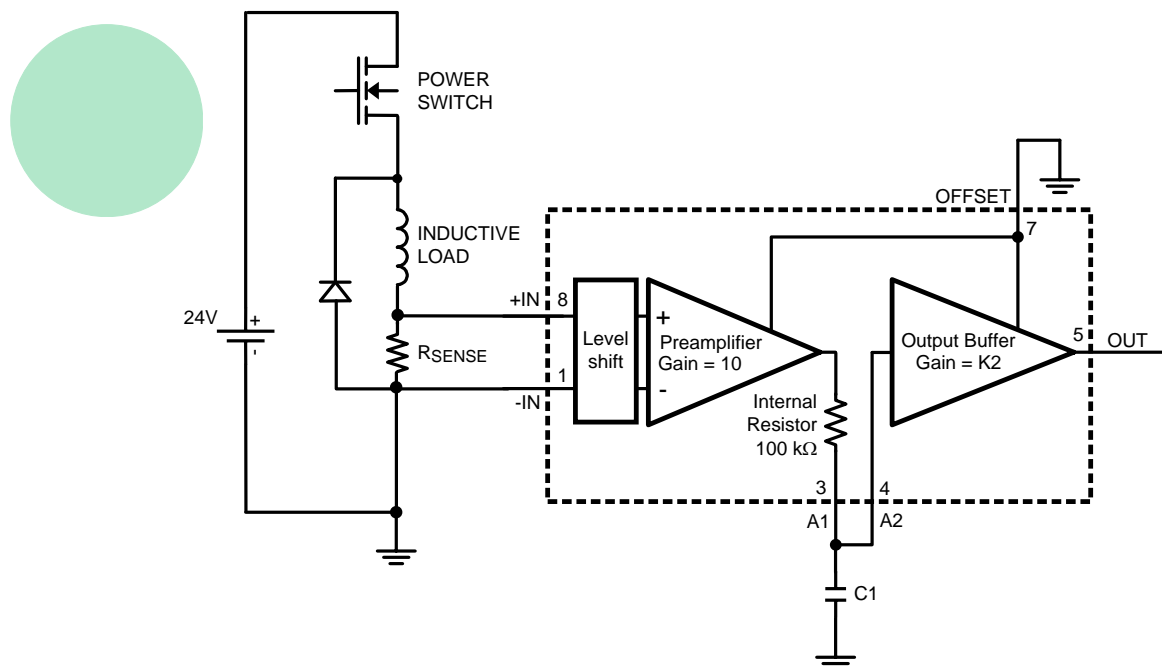 POWER
SWITCH
OFFSET
7
INDUCTIVE
LOAD
24V
+
-
+IN
8
RSENSE
1
-IN
Level
shift
+
-
Preamplifier
Gain = 10
Output Buffer
Gain = K2
5
OUT
Internal
Resistor
100 kΩ
3
4
A1
A2
C1